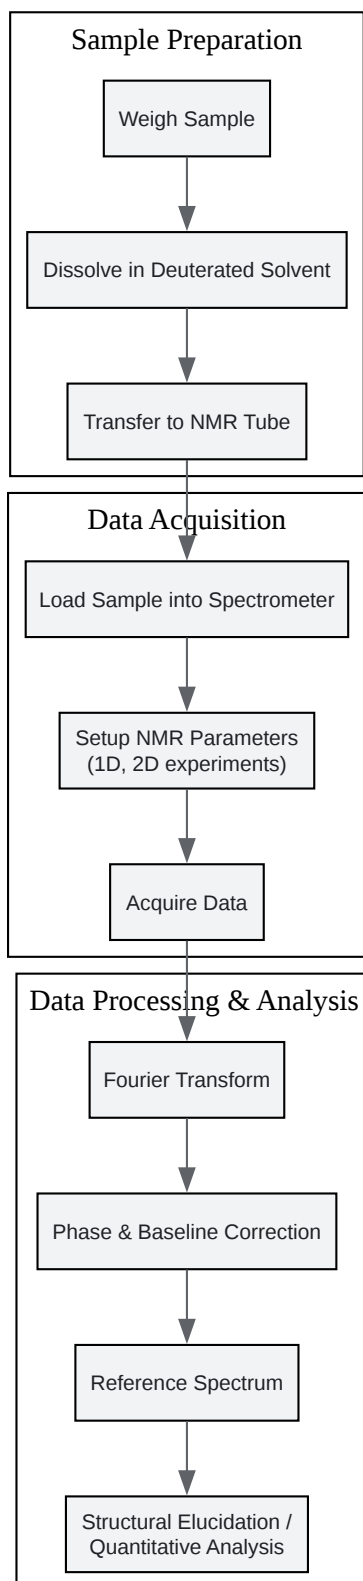 Sample Preparation
Weigh Sample
Dissolve in Deuterated Solvent
Transfer to NMR Tube
Data Acquisition
Load Sample into Spectrometer
Setup NMR Parameters
(1D, 2D experiments)
Acquire Data
Data Processing & Analysis
Fourier Transform
Phase & Baseline Correction
Reference Spectrum
Structural Elucidation /
Quantitative Analysis